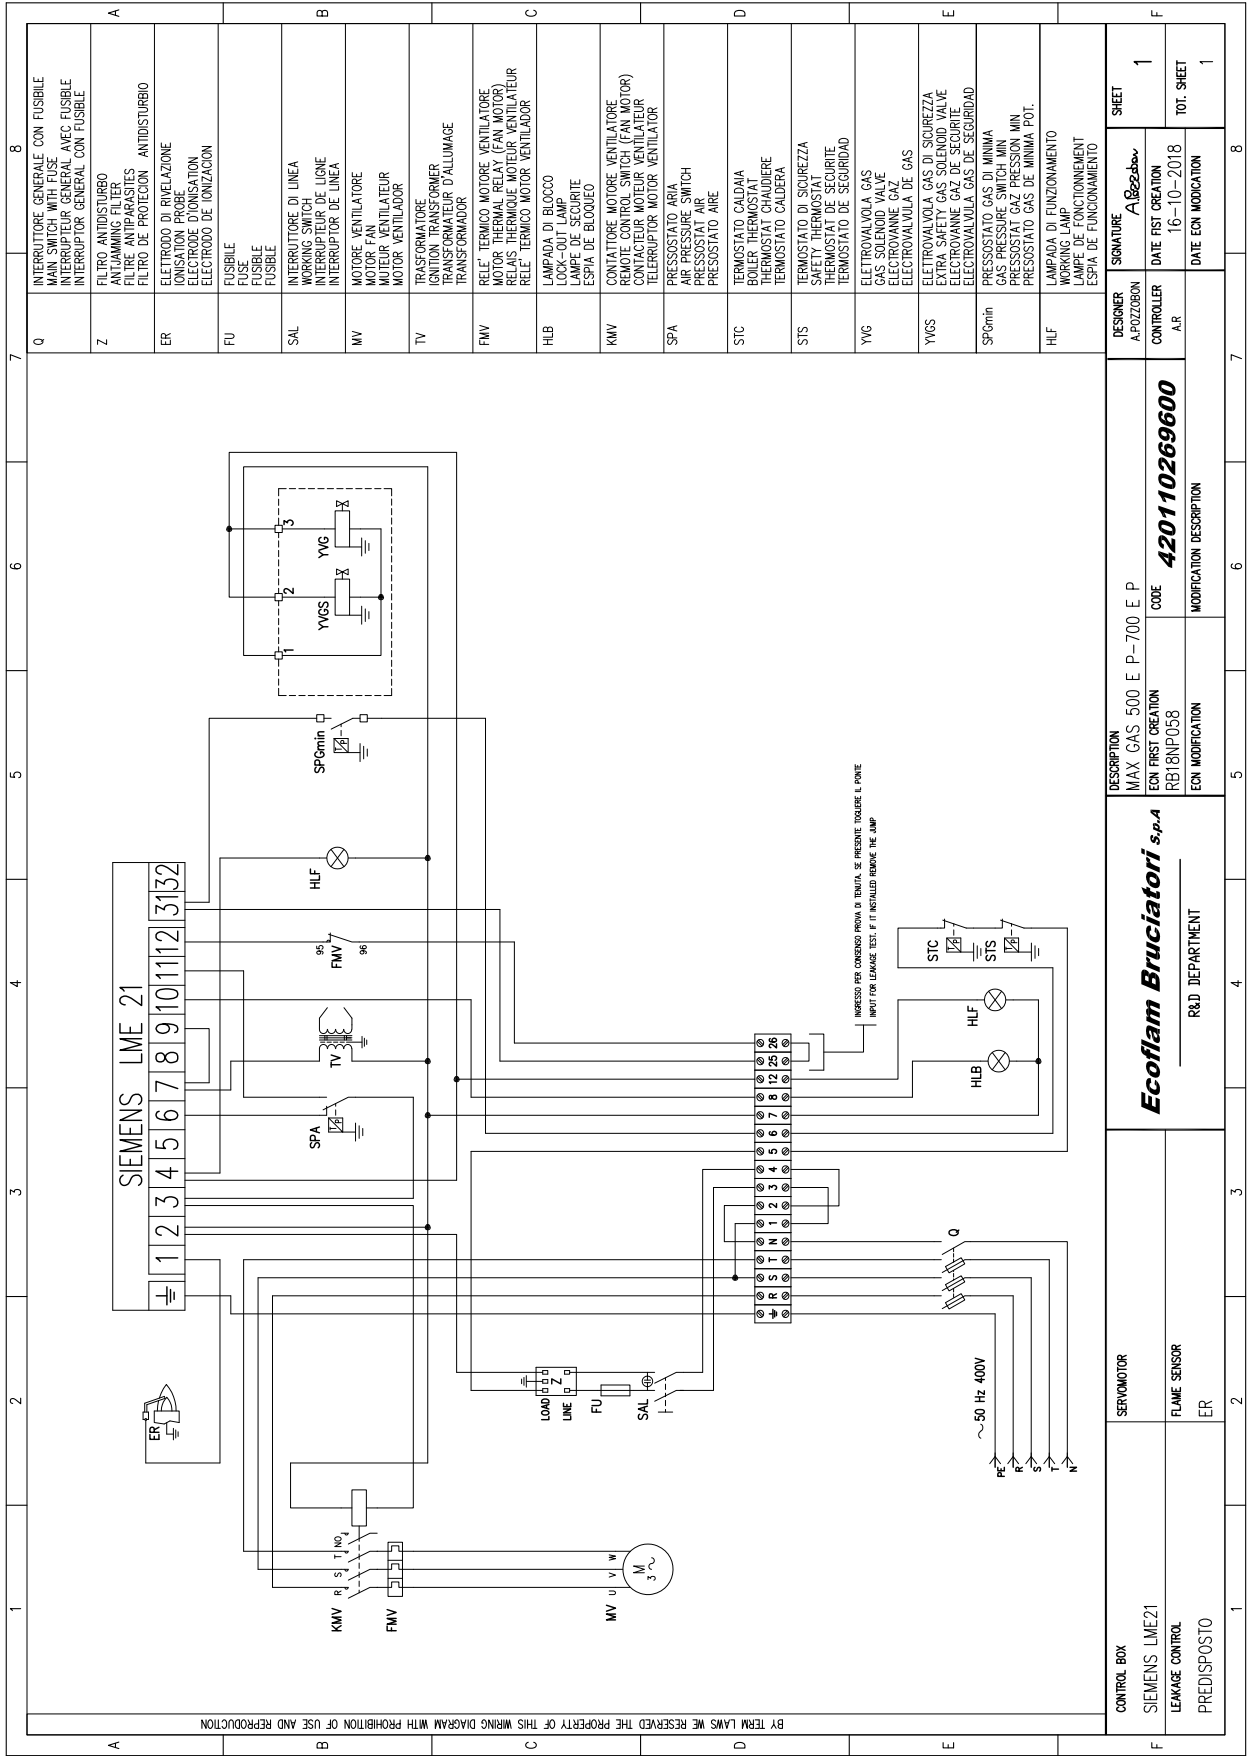 1
2
3
4
5
6
7
8
A
B
C
D
E
F
BY TERM LAWS WE RESERVED THE PROPERTY OF THIS WIRING DIAGRAM WITH PROHIBITION OF USE AND REPRODUCTION
SIEMENS LME 21
1 2 3 4 5 6 7 8 9 10 11 12 31 32
ER
KMV
R S T NO
FMV
MV
U V W
M
3~
SPA
T/P
TV
FMV
95
96
HLF
SPGmin
T/P
1
2
3
YVGS
YVG
LOAD
LINE
Z
FU
SAL
R S T N 1 2 3 4 5 6 7 8 12 25 26
Q
~50 Hz 400V
PE
R
S
T
N
HLB
HLF
STC
T/P
STS
T/P
INGRESSO PER CONSENSO PROVA DI TENUTA. SE PRESENTE TOGLIERE IL PONTE
INPUT FOR LEAKAGE TEST. IF IT INSTALLED REMOVE THE JUMP
Q
INTERRUTTORE GENERALE CON FUSIBILE
MAIN SWITCH WITH FUSE
INTERRUPTEUR GENERAL AVEC FUSIBLE
INTERRUPTOR GENERAL CON FUSIBLE
Z
FILTRO ANTIDISTURBO
ANTIJAMMING FILTER
FILTRE ANTIPARASITES
FILTRO DE PROTECION ANTIDISTURBIO
ER
ELETTRODO DI RIVELAZIONE
IONISATION PROBE
ELECTRODE D'IONISATION
ELECTRODO DE IONIZACION
FU
FUSIBILE
FUSE
FUSIBLE
FUSIBLE
SAL
INTERRUTTORE DI LINEA
WORKING SWITCH
INTERRUPTEUR DE LIGNE
INTERRUPTOR DE LINEA
MV
MOTORE VENTILATORE
MOTOR FAN
MUTEUR VENTILATEUR
MOTOR VENTILADOR
TV
TRASFORMATORE
IGNITION TRANSFORMER
TRANSFORMATEUR D'ALLUMAGE
TRANSFORMADOR
FMV
RELE' TERMICO MOTORE VENTILATORE
MOTOR THERMAL RELAY (FAN MOTOR)
RELAIS THERMIQUE MOTEUR VENTILATEUR
RELE' TERMICO MOTOR VENTILADOR
HLB
LAMPADA DI BLOCCO
LOCK-OUT LAMP
LAMPE DE SECURITE
ESPIA DE BLOQUEO
KMV
CONTATTORE MOTORE VENTILATORE
REMOTE CONTROL SWITCH (FAN MOTOR)
CONTACTEUR MOTEUR VENTILATEUR
TELERRUPTOR MOTOR VENTILATOR
SPA
PRESSOSTATO ARIA
AIR PRESSURE SWITCH
PRESSOSTAT AIR
PRESOSTATO AIRE
STC
TERMOSTATO CALDAIA
BOILER THERMOSTAT
THERMOSTAT CHAUDIERE
TERMOSTATO CALDERA
STS
TERMOSTATO DI SICUREZZA
SAFETY THERMOSTAT
THERMOSTAT DE SECURITE
TERMOSTATO DE SEGURIDAD
YVG
ELETTROVALVOLA GAS
GAS SOLENOID VALVE
ELECTROVANNE GAZ
ELECTROVALVULA DE GAS
YVGS
ELETTROVALVOLA GAS DI SICUREZZA
EXTRA SAFETY GAS SOLENOID VALVE
ELECTROVANNE GAZ DE SECURITE
ELECTROVALVULA GAS DE SEGURIDAD
SPGmin
PRESSOSTATO GAS DI MINIMA
GAS PRESSURE SWITCH MIN
PRESSOSTAT GAZ PRESSION MIN
PRESOSTATO GAS DE MINIMA POT.
HLF
LAMPADA DI FUNZIONAMENTO
WORKING LAMP
LAMPE DE FONCTIONNEMENT
ESPIA DE FUNCIONAMIENTO
CONTROL BOX
SIEMENS LME21
LEAKAGE CONTROL
PREDISPOSTO
SERVOMOTOR
FLAME SENSOR
ER
Ecoflam Bruciatori s.p.A
R&D DEPARTMENT
DESCRIPTION
MAX GAS 500 E P-700 E P
ECN FIRST CREATION
RB18NP058
CODE
420110269600
ECN MODIFICATION
MODIFICATION DESCRIPTION
DESIGNER
A.POZZOBON
CONTROLLER
A.R
SIGNATURE
DATE FIST CREATION
16-10-2018
DATE ECN MODIFICATION
SHEET
1
TOT. SHEET
1